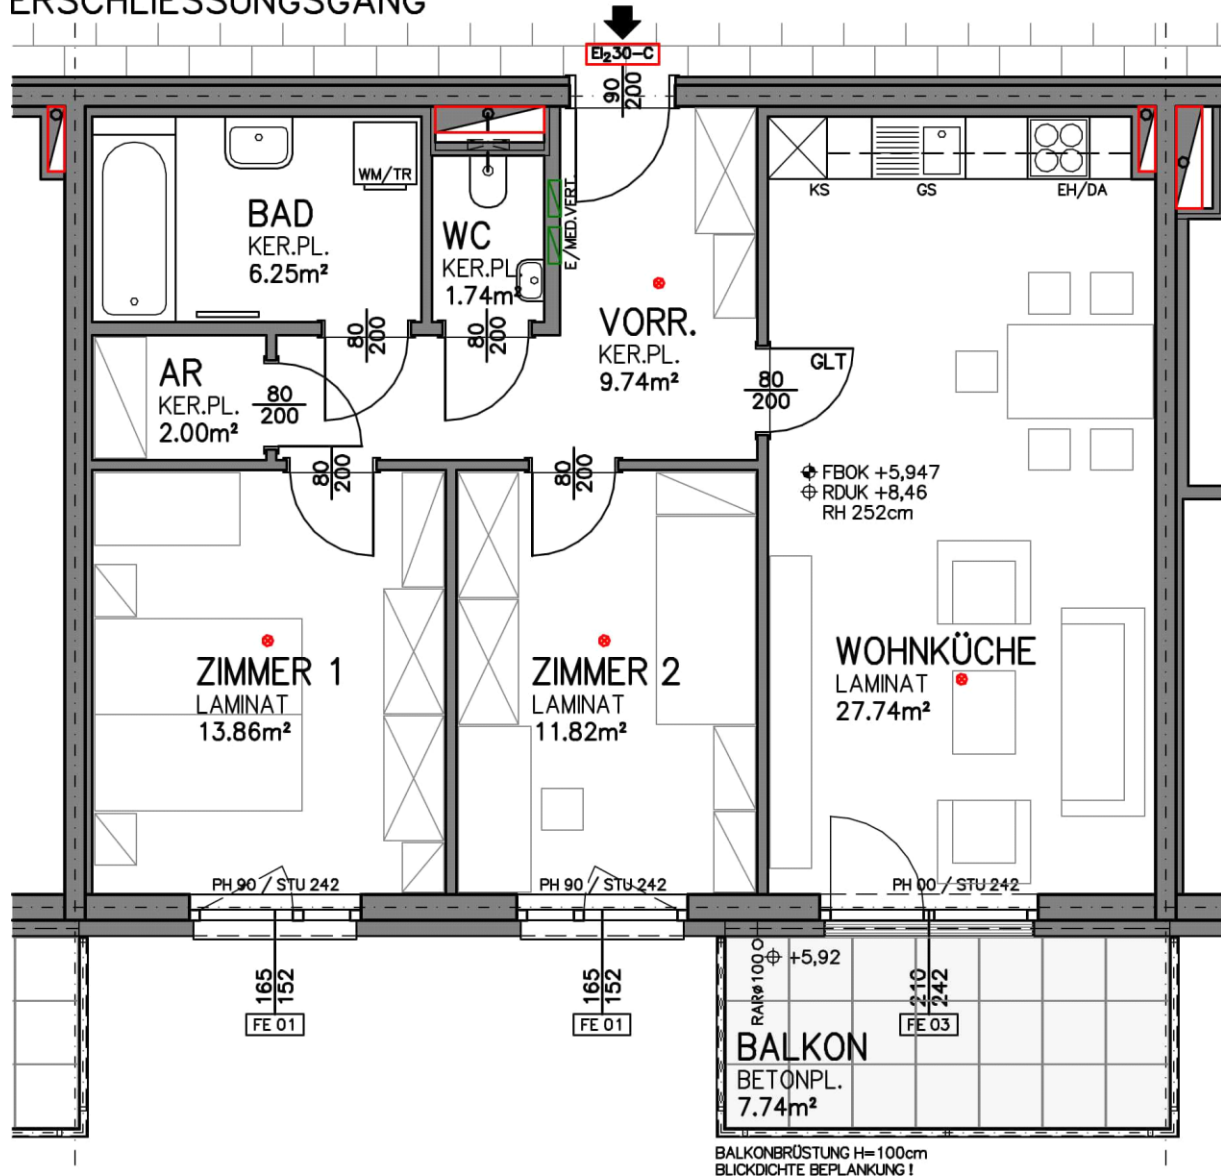 ERSCHLIESSUNGSGANG
EI₂30-C
90
200
WM/TR
BAD
KER.PL.
6.25m²
WC
KER.PL.
1.74m²
E/MED.VERT.
KS
GS
EH/DA
VORR.
KER.PL.
9.74m²
80
200
80
200
AR
KER.PL.
2.00m²
80
200
GLT
80
200
80
200
80
200
FBOK +5,947
RDUK +8,46
RH 252cm
ZIMMER 1
LAMINAT
13.86m²
ZIMMER 2
LAMINAT
11.82m²
WOHNKÜCHE
LAMINAT
27.74m²
PH 90 / STU 242
PH 90 / STU 242
PH 00 / STU 242
165
152
FE 01
165
152
FE 01
RARø100
+5,92
210
242
FE 03
BALKON
BETONPL.
7.74m²
BALKONBRÜSTUNG H=100cm
BLICKDICHTE BEPLANKUNG !